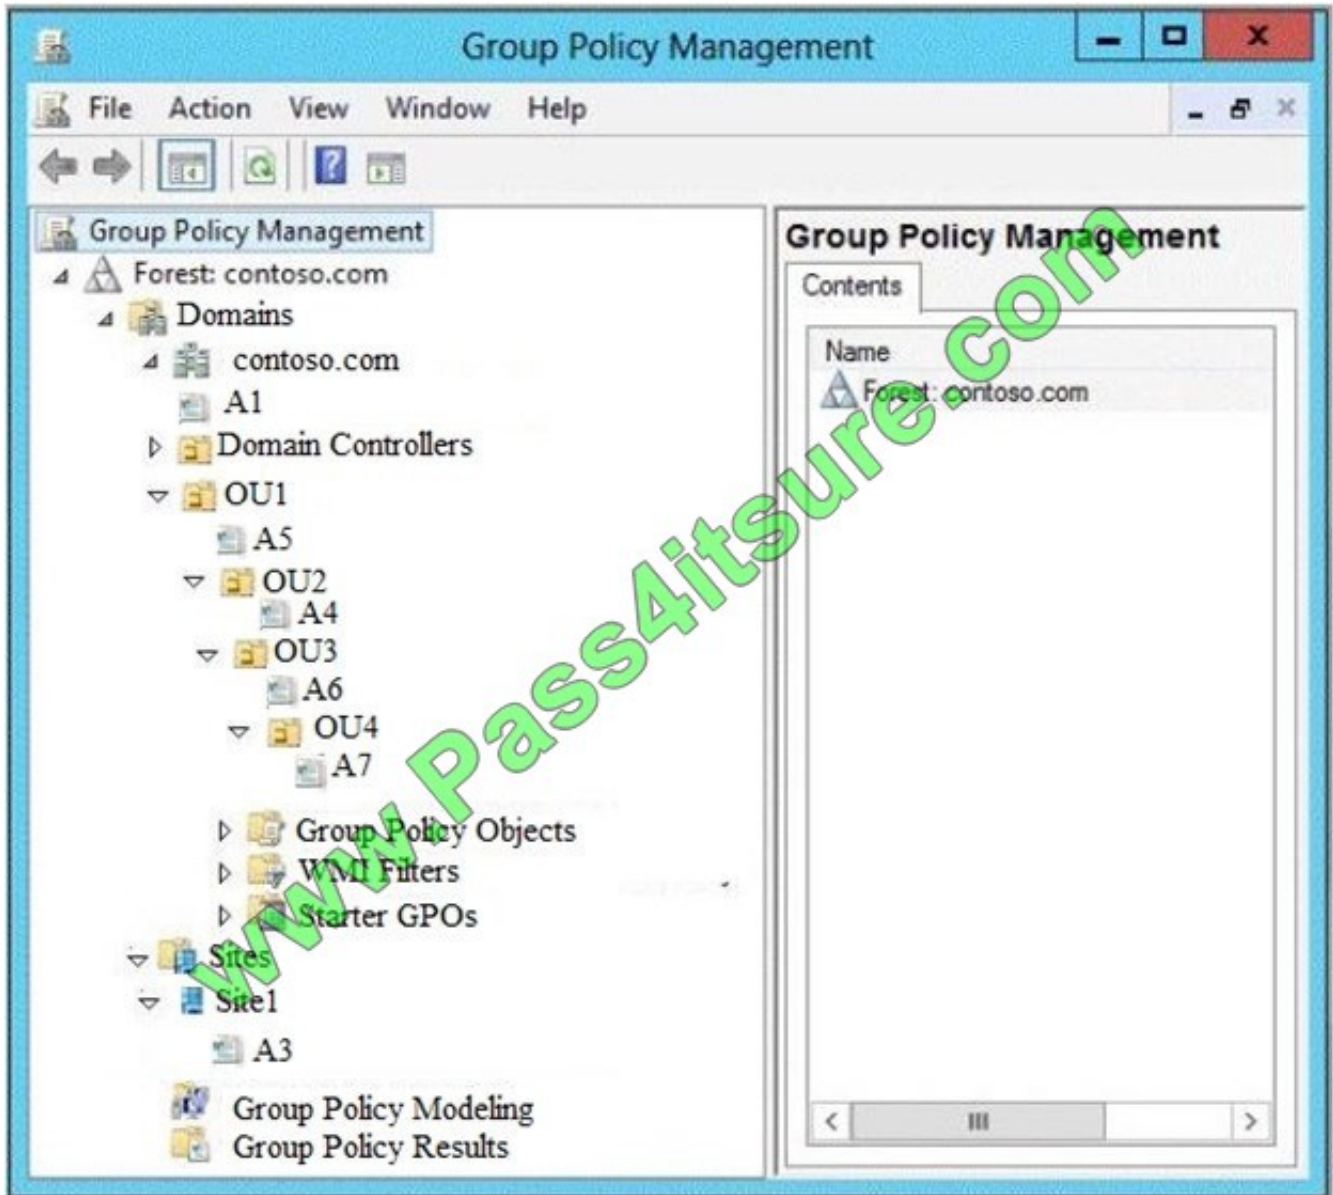 Group Policy Management
File Action View Window Help
Group Policy Management
Forest: contoso.com
Domains
contoso.com
A1
Domain Controllers
OU1
A5
OU2
A4
OU3
A6
OU4
A7
Group Policy Objects
WMI Filters
Starter GPOs
Sites
Site1
A3
Group Policy Modeling
Group Policy Results
Group Policy Management
Contents
Name
Forest: contoso.com
www.Pass4itsure.com